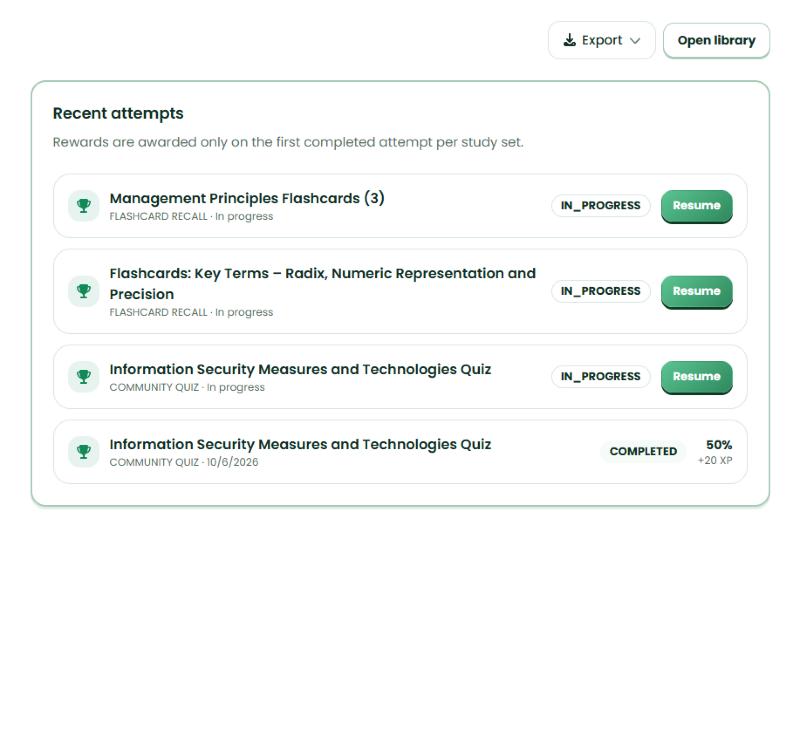 Export
Open library
Recent attempts
Rewards are awarded only on the first completed attempt per study set.
Management Principles Flashcards (3)
FLASHCARD RECALL · In progress
IN_PROGRESS
Resume
Flashcards: Key Terms – Radix, Numeric Representation and
Precision
FLASHCARD RECALL · In progress
IN_PROGRESS
Resume
Information Security Measures and Technologies Quiz
COMMUNITY QUIZ · In progress
IN_PROGRESS
Resume
Information Security Measures and Technologies Quiz
COMMUNITY QUIZ · 10/6/2026
COMPLETED
50%
+20 XP